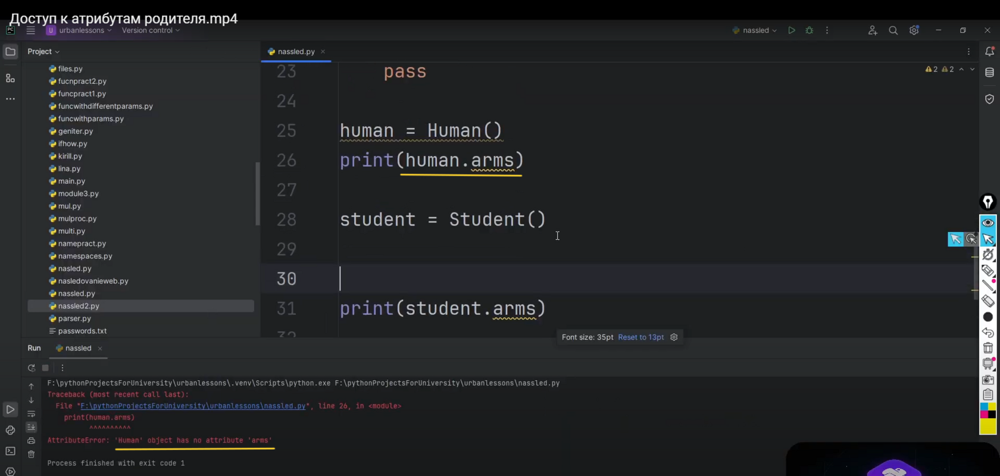 Доступ к атрибутам родителя.mp4
PC
U urbanlessons
Version control
nassled
Project
nassled.py
files.py
fucnpract2.py
funcpract1.py
funcwithdifferentparams.py
funcwithparams.py
geniter.py
ifhow.py
kirill.py
lina.py
main.py
module3.py
mul.py
mulproc.py
multi.py
namepract.py
namespaces.py
nasled.py
nasledovanieweb.py
nassled.py
nassled2.py
parser.py
passwords.txt
2 2
23 pass
24
25 human = Human()
26 print(human.arms)
27
28 student = Student()
29
30
31 print(student.arms)
32
Font size: 35pt Reset to 13pt
Run nassled
F:\pythonProjectsForUniversity\urbanlessons\.venv\Scripts\python.exe F:\pythonProjectsForUniversity\urbanlessons\nassled.py
Traceback (most recent call last):
File "F:\pythonProjectsForUniversity\urbanlessons\nassled.py", line 26, in <module>
print(human.arms)
^^^^^^^^^^
AttributeError: 'Human' object has no attribute 'arms'
Process finished with exit code 1